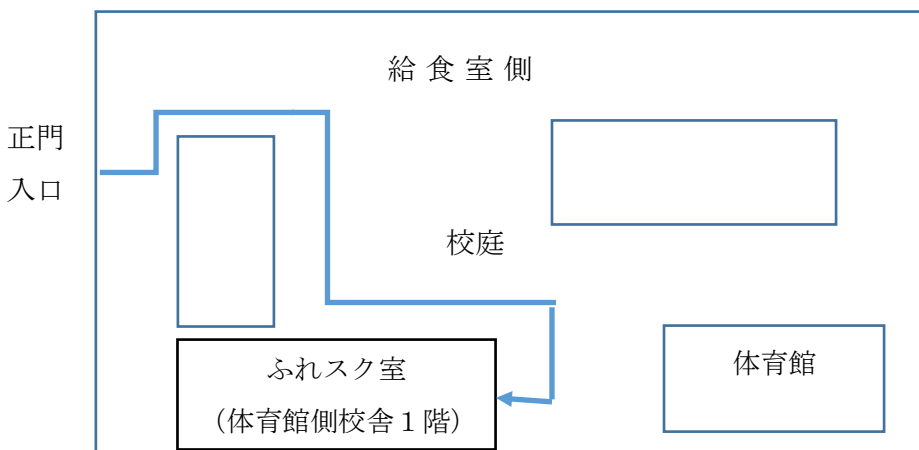 給食室側
正門
入口
校庭
体育館
ふれスク室
（体育館側校舎１階）